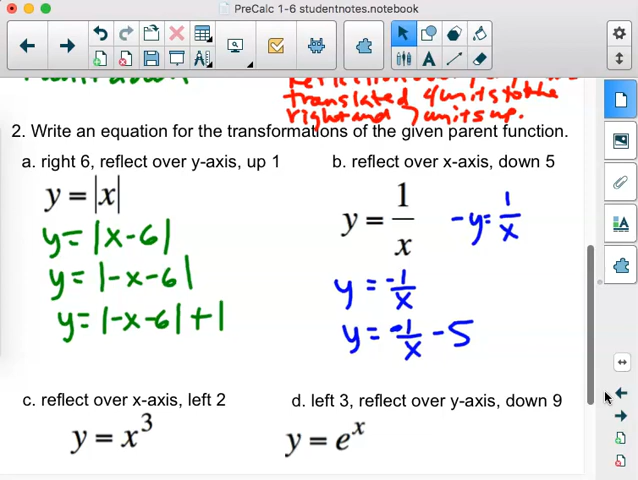 PreCalc 1-6 studentnotes.notebook
translated 4 units to the
right and 7 units up.
2. Write an equation for the transformations of the given parent function.
a. right 6, reflect over y-axis, up 1
y = |x|
y = |x-6|
y = |-x-6|
y = |-x-6| + 1
b. reflect over x-axis, down 5
y = 1/x
-y = 1/x
y = -1/x
y = -1/x - 5
c. reflect over x-axis, left 2
y = x³
d. left 3, reflect over y-axis, down 9
y = eˣ